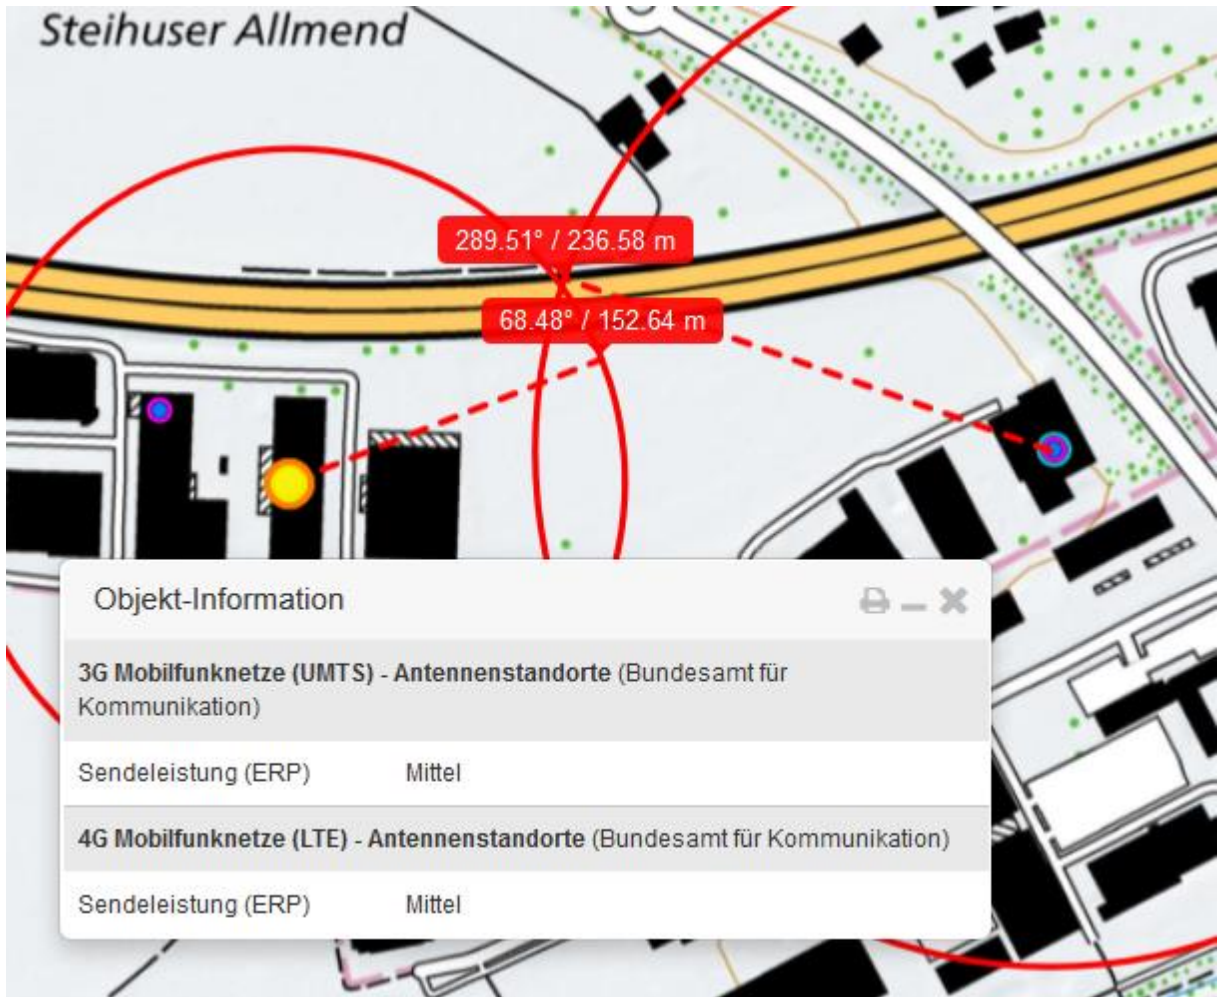 Steihuser Allmend
289.51° / 236.58 m
68.48° / 152.64 m
Objekt-Information
3G Mobilfunknetze (UMTS) - Antennenstandorte (Bundesamt für
Kommunikation)
Sendeleistung (ERP) Mittel
4G Mobilfunknetze (LTE) - Antennenstandorte (Bundesamt für Kommunikation)
Sendeleistung (ERP) Mittel